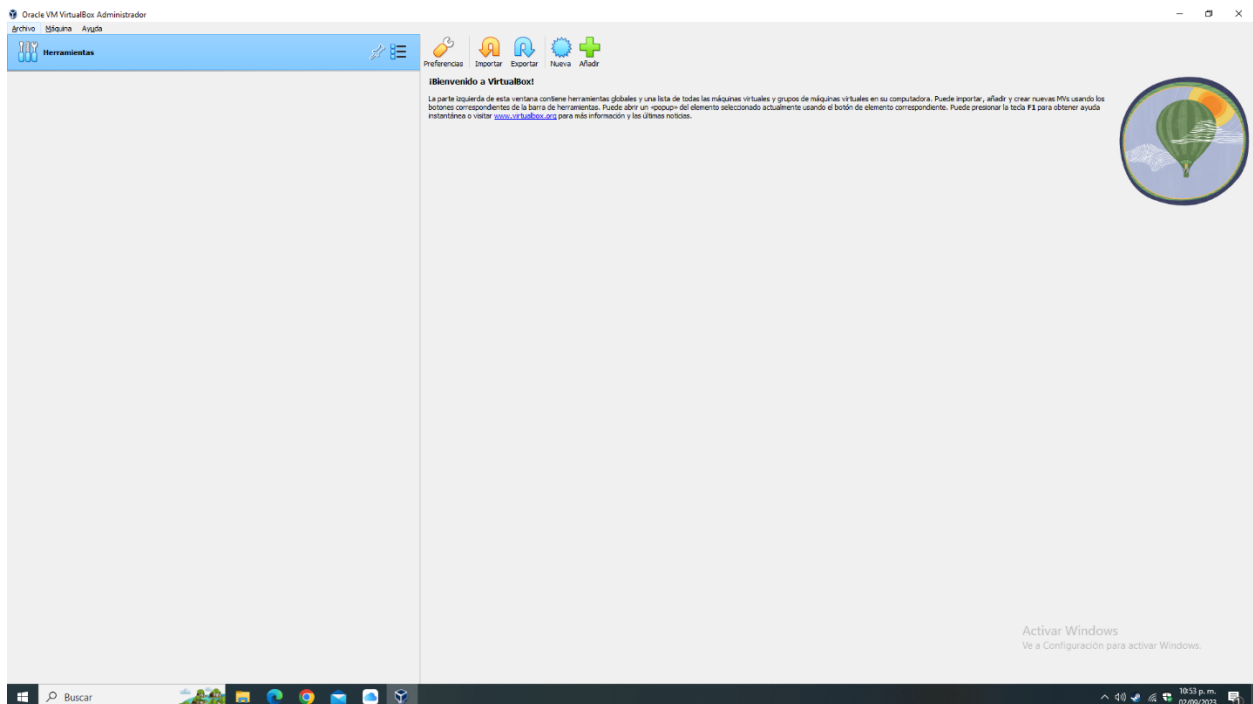 Oracle VM VirtualBox Administrador
Archivo Máquina Ayuda
Herramientas
Preferencias Importar Exportar Nueva Añadir
¡Bienvenido a VirtualBox!
La parte izquierda de esta ventana contiene herramientas globales y una lista de todas las máquinas virtuales y grupos de máquinas virtuales en su computadora. Puede importar, añadir y crear nuevas MVs usando los
botones correspondientes de la barra de herramientas. Puede abrir un «popup» del elemento seleccionado actualmente usando el botón de elemento correspondiente. Puede presionar la tecla F1 para obtener ayuda
instantánea o visitar www.virtualbox.org para más información y las últimas noticias.
Activar Windows
Ve a Configuración para activar Windows.
Buscar
10:53 p. m.
02/09/2023